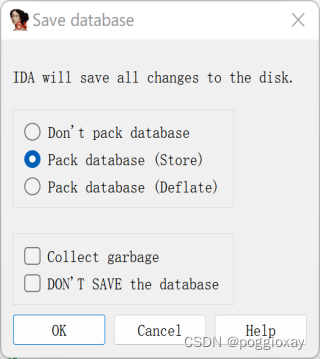 Save database
IDA will save all changes to the disk.
Don't pack database
Pack database (Store)
Pack database (Deflate)
Collect garbage
DON'T SAVE the database
OK Cancel Help
CSDN @poggioxay